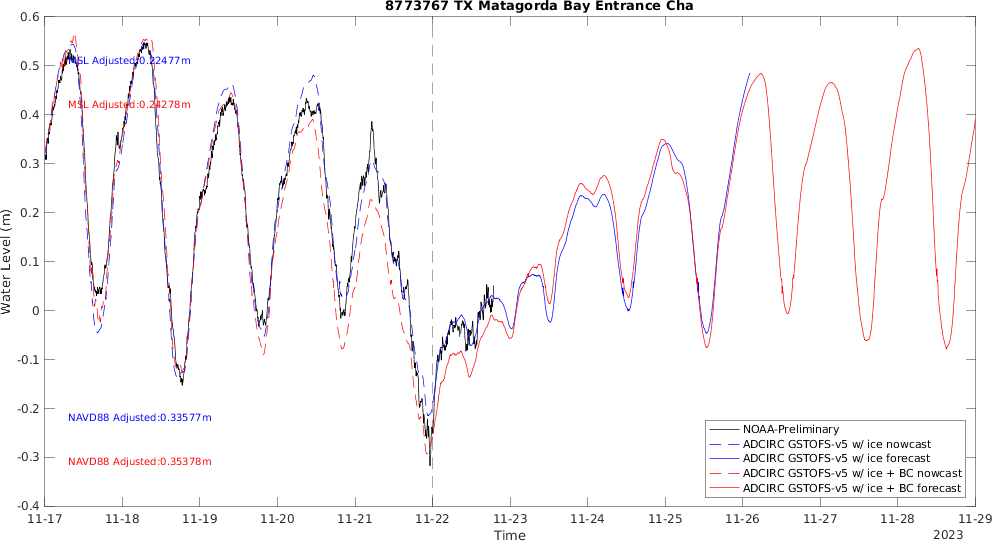 8773767 TX Matagorda Bay Entrance Cha
0.6
0.5
0.4
0.3
0.2
0.1
0
-0.1
-0.2
-0.3
-0.4
Water Level (m)
MSL Adjusted:0.22477m
MSL Adjusted:0.24278m
NAVD88 Adjusted:0.33577m
NAVD88 Adjusted:0.35378m
NOAA-Preliminary
ADCIRC GSTOFS-v5 w/ ice nowcast
ADCIRC GSTOFS-v5 w/ ice forecast
ADCIRC GSTOFS-v5 w/ ice + BC nowcast
ADCIRC GSTOFS-v5 w/ ice + BC forecast
11-17 11-18 11-19 11-20 11-21 11-22 11-23 11-24 11-25 11-26 11-27 11-28 11-29
Time
2023